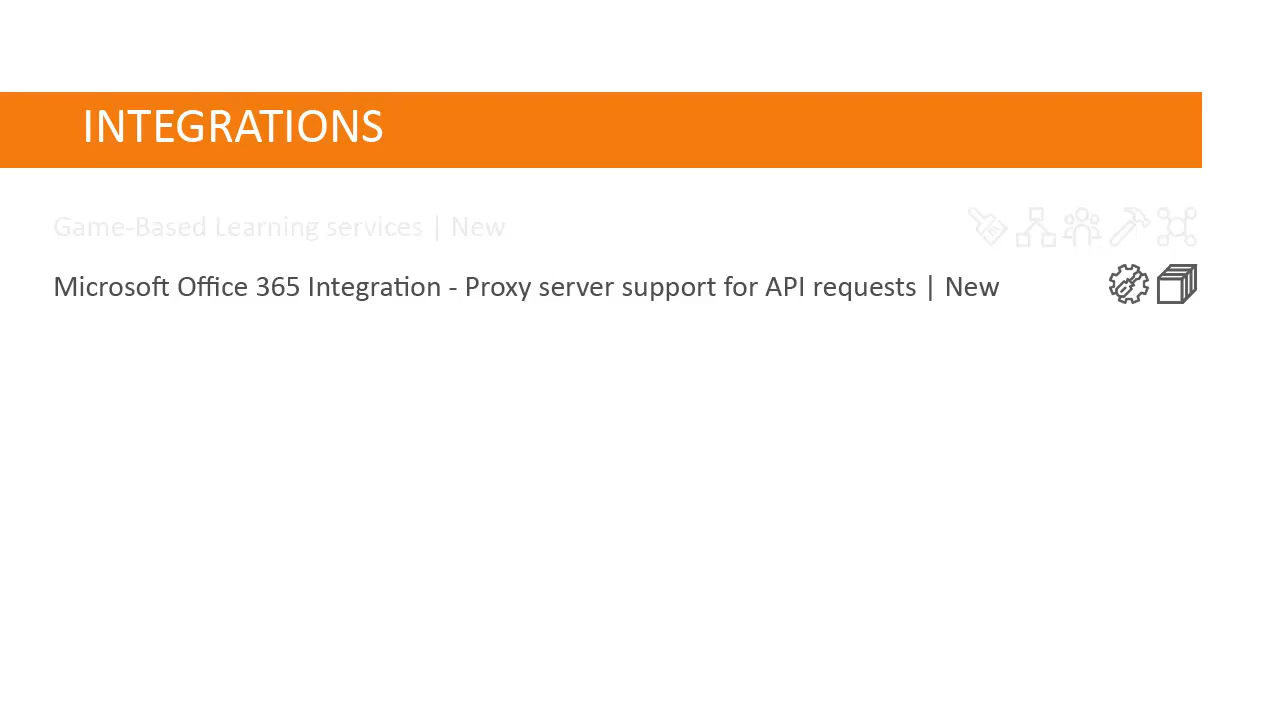 INTEGRATIONS
Game-Based Learning services | New
Microsoft Office 365 Integration - Proxy server support for API requests | New